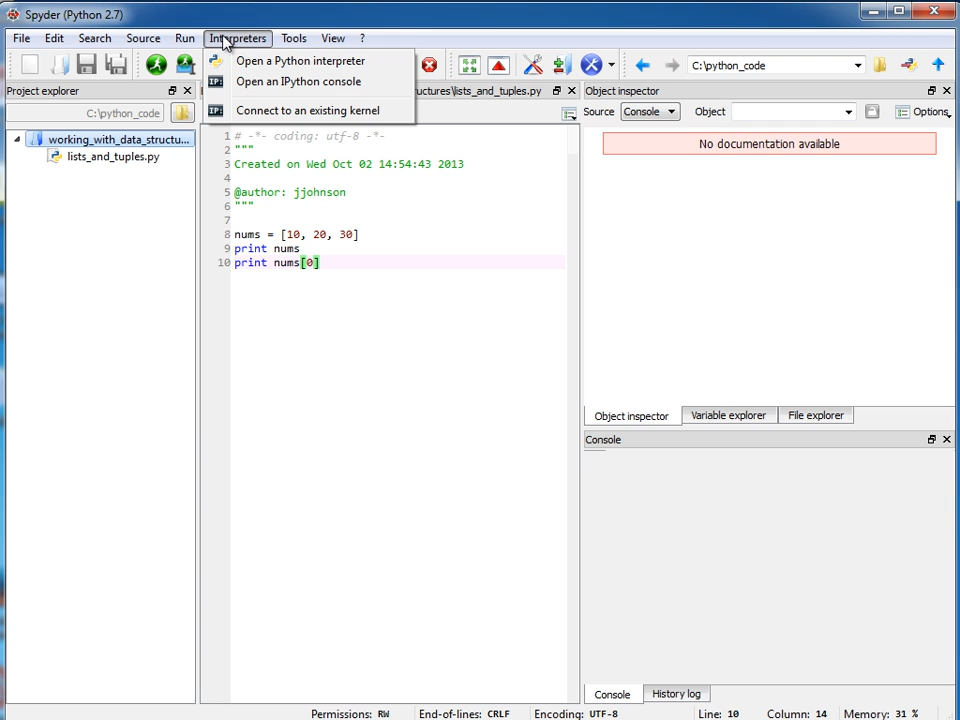 Spyder (Python 2.7)
File Edit Search Source Run Interpreters Tools View ?
Open a Python interpreter
Open an IPython console
Connect to an existing kernel
C:\python_code
Project explorer
C:\python_code
working_with_data_structu...
lists_and_tuples.py
uctures\lists_and_tuples.py
1 # -*- coding: utf-8 -*-
2 """
3 Created on Wed Oct 02 14:54:43 2013
4
5 @author: jjohnson
6 """
7
8 nums = [10, 20, 30]
9 print nums
10 print nums[0]
Object inspector
Source Console Object Options
No documentation available
Object inspector Variable explorer File explorer
Console
Console History log
Permissions: RW End-of-lines: CRLF Encoding: UTF-8 Line: 10 Column: 14 Memory: 31 %